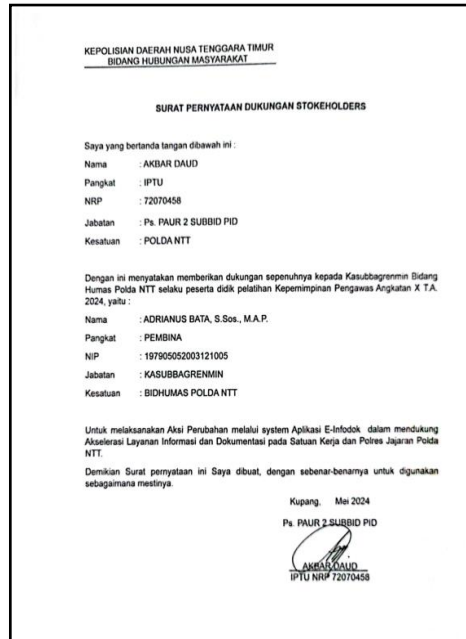 KEPOLISIAN DAERAH NUSA TENGGARA TIMUR
BIDANG HUBUNGAN MASYARAKAT
SURAT PERNYATAAN DUKUNGAN STOKEHOLDERS
Saya yang bertanda tangan dibawah ini :
Nama : AKBAR DAUD
Pangkat : IPTU
NRP : 72070458
Jabatan : Ps. PAUR 2 SUBBID PID
Kesatuan : POLDA NTT
Dengan ini menyatakan memberikan dukungan sepenuhnya kepada Kasubbagrenmin Bidang
Humas Polda NTT selaku peserta didik pelatihan Kepemimpinan Pengawas Angkatan X T.A.
2024, yaitu :
Nama : ADRIANUS BATA, S.Sos., M.A.P.
Pangkat : PEMBINA
NIP : 197905052003121005
Jabatan : KASUBBAGRENMIN
Kesatuan : BIDHUMAS POLDA NTT
Untuk melaksanakan Aksi Perubahan melalui system Aplikasi E-Infodok dalam mendukung
Akselerasi Layanan Informasi dan Dokumentasi pada Satuan Kerja dan Polres Jajaran Polda
NTT.
Demikian Surat pernyataan ini Saya dibuat, dengan sebenar-benarnya untuk digunakan
sebagaimana mestinya.
Kupang, Mei 2024
Ps. PAUR 2 SUBBID PID
AKBAR DAUD
IPTU NRP 72070458